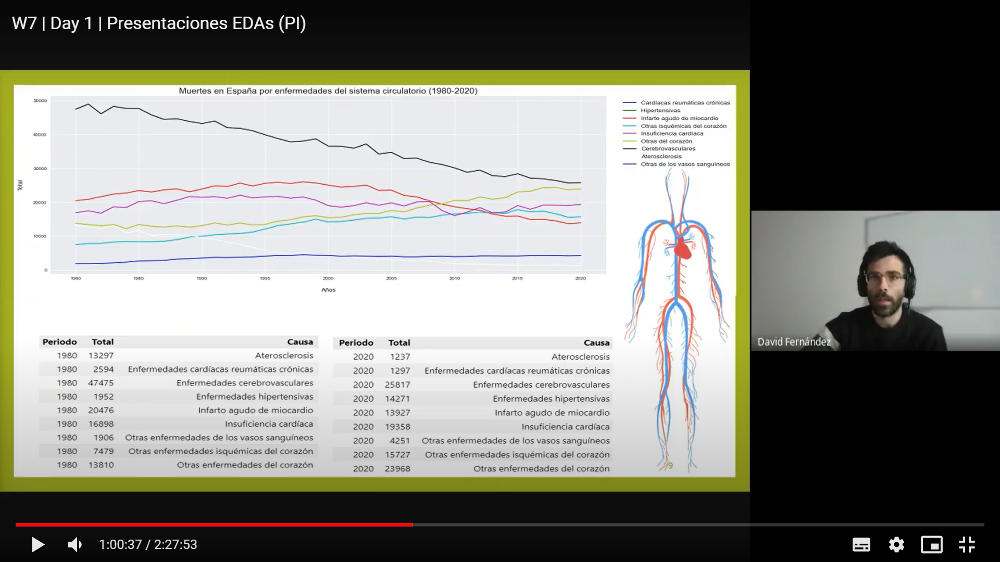 W7 | Day 1 | Presentaciones EDAs (PI)
Muertes en España por enfermedades del sistema circulatorio (1980-2020)
50000
40000
30000
20000
10000
0
Total
1980 1985 1990 1995 2000 2005 2010 2015 2020
Años
Cardíacas reumáticas crónicas
Hipertensivas
Infarto agudo de miocardio
Otras isquémicas del corazón
Insuficiencia cardíaca
Otras del corazón
Cerebrovasculares
Aterosclerosis
Otras de los vasos sanguíneos
Periodo Total Causa
1980 13297 Aterosclerosis
1980 2594 Enfermedades cardíacas reumáticas crónicas
1980 47475 Enfermedades cerebrovasculares
1980 1952 Enfermedades hipertensivas
1980 20476 Infarto agudo de miocardio
1980 16898 Insuficiencia cardíaca
1980 1906 Otras enfermedades de los vasos sanguíneos
1980 7479 Otras enfermedades isquémicas del corazón
1980 13810 Otras enfermedades del corazón
Periodo Total Causa
2020 1237 Aterosclerosis
2020 1297 Enfermedades cardíacas reumáticas crónicas
2020 25817 Enfermedades cerebrovasculares
2020 14271 Enfermedades hipertensivas
2020 13927 Infarto agudo de miocardio
2020 19358 Insuficiencia cardíaca
2020 4251 Otras enfermedades de los vasos sanguíneos
2020 15727 Otras enfermedades isquémicas del corazón
2020 23968 Otras enfermedades del corazón
9
David Fernández
1:00:37 / 2:27:53